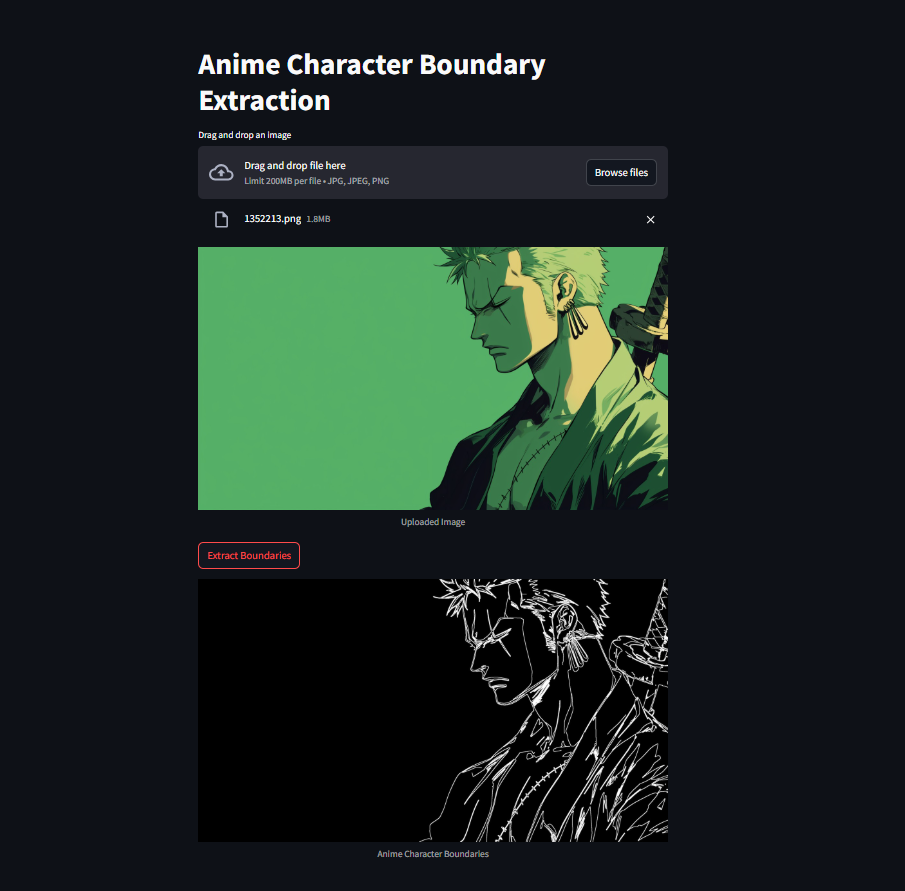 Anime Character Boundary
Extraction
Drag and drop an image
Drag and drop file here
Limit 200MB per file • JPG, JPEG, PNG
Browse files
1352213.png 1.8MB
Uploaded Image
Extract Boundaries
Anime Character Boundaries